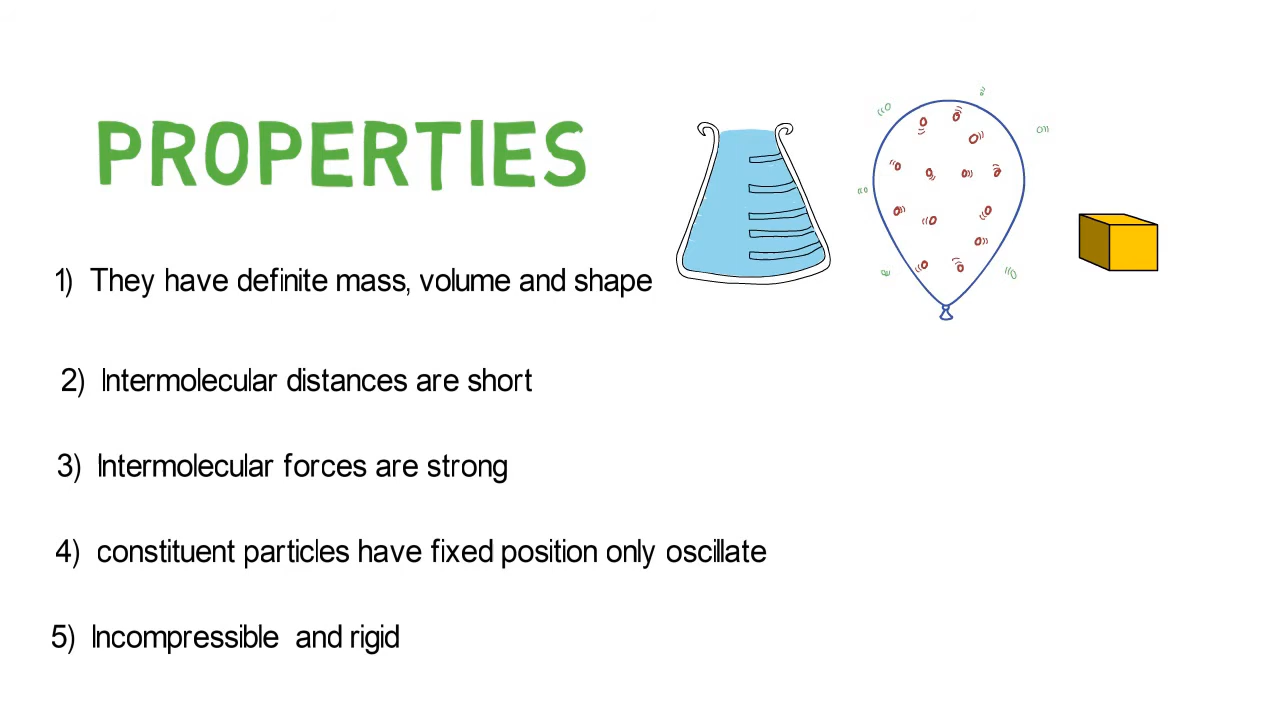 PROPERTIES
1) They have definite mass, volume and shape
2) Intermolecular distances are short
3) Intermolecular forces are strong
4) constituent particles have fixed position only oscillate
5) Incompressible and rigid